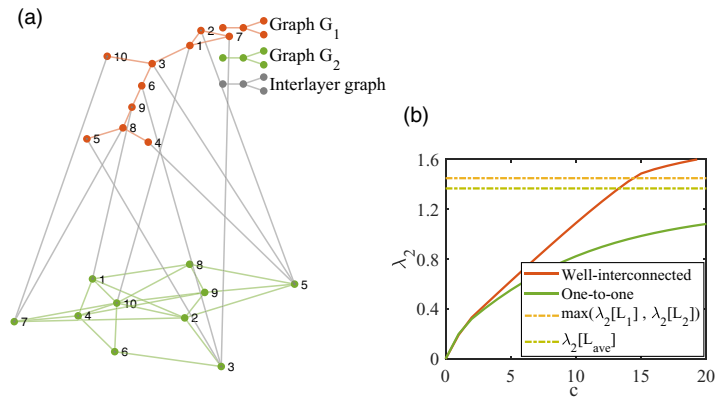 (a)
2
1
7
10
3
6
9
8
5
4
Graph G₁
Graph G₂
Interlayer graph
8
1
5
9
10
7
4
2
6
3
(b)
1.6
1.2
0.8
0.4
0
λ₂
Well-interconnected
One-to-one
max(λ₂[L₁] , λ₂[L₂])
λ₂[L_ave]
0 5 10 15 20
c